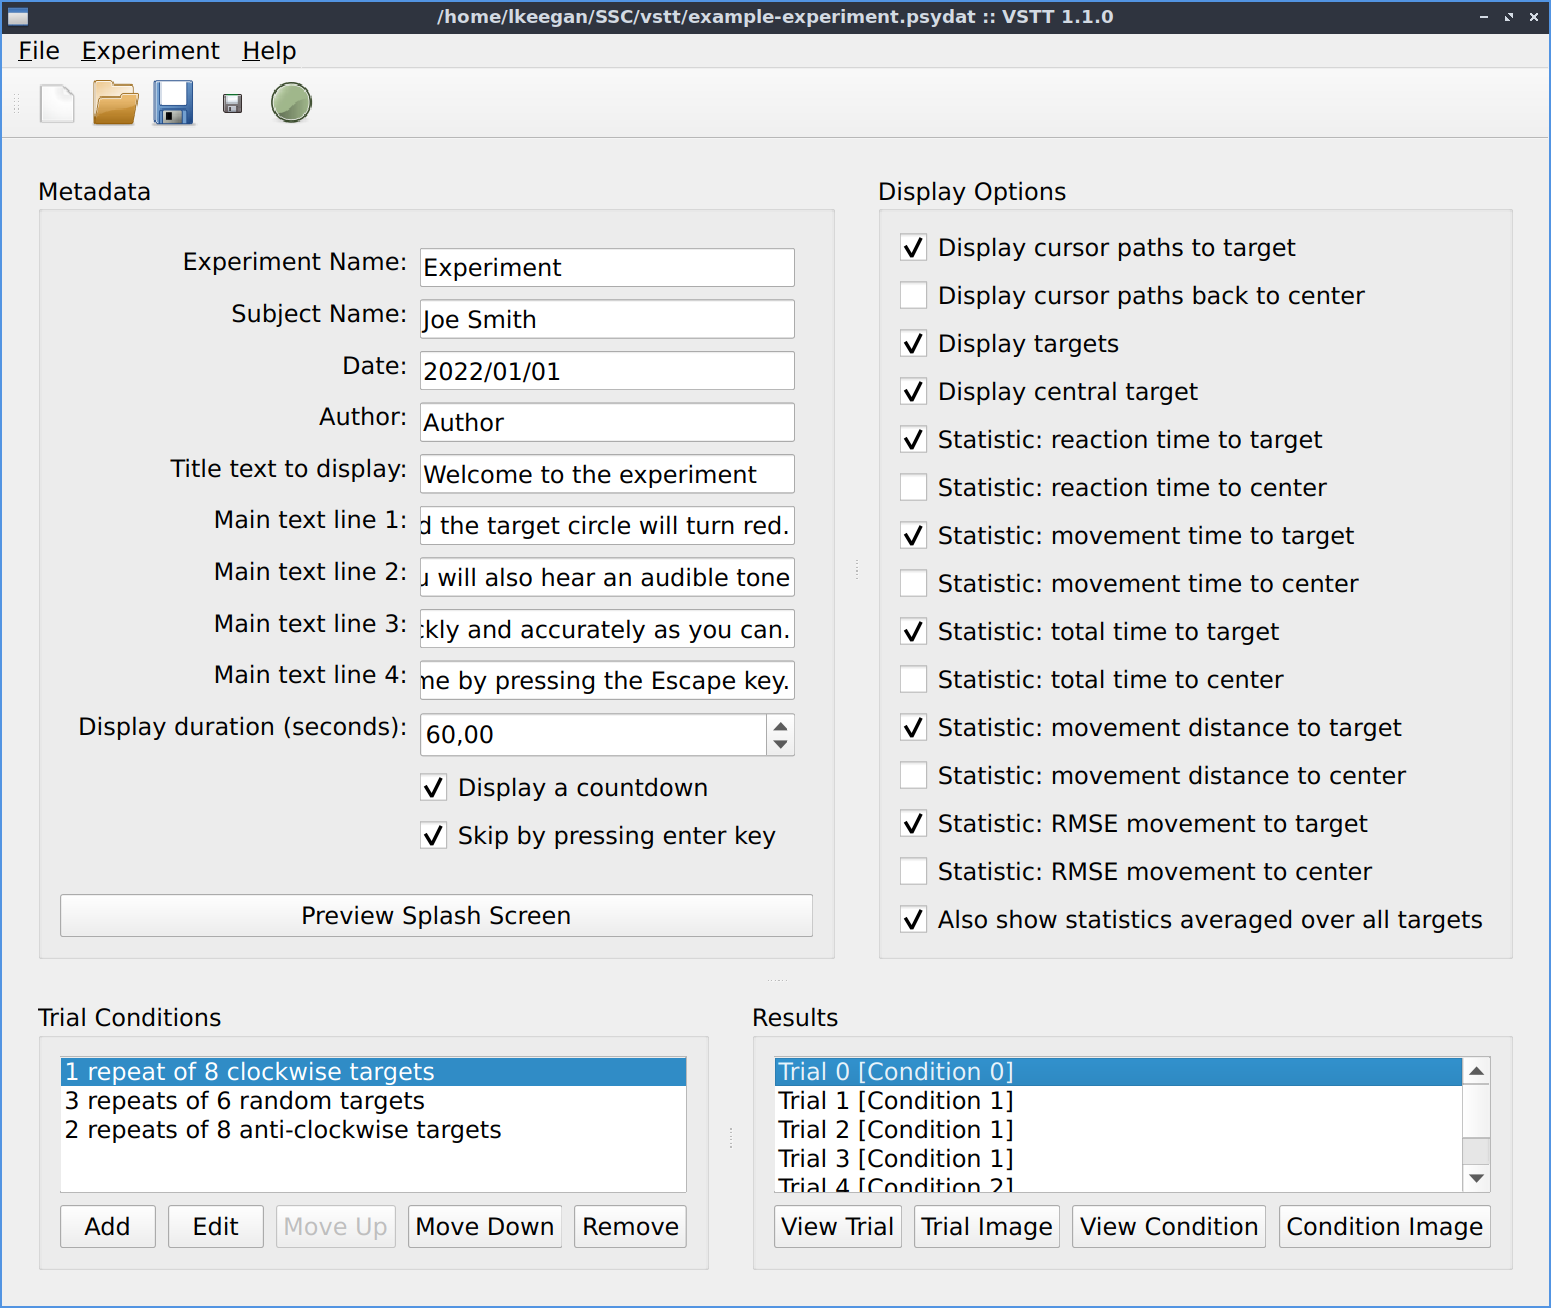 /home/lkeegan/SSC/vstt/example-experiment.psydat :: VSTT 1.1.0
File Experiment Help
Metadata
Experiment Name: Experiment
Subject Name: Joe Smith
Date: 2022/01/01
Author: Author
Title text to display: Welcome to the experiment
Main text line 1: d the target circle will turn red.
Main text line 2: u will also hear an audible tone
Main text line 3: ckly and accurately as you can.
Main text line 4: me by pressing the Escape key.
Display duration (seconds): 60,00
Display a countdown
Skip by pressing enter key
Preview Splash Screen
Display Options
Display cursor paths to target
Display cursor paths back to center
Display targets
Display central target
Statistic: reaction time to target
Statistic: reaction time to center
Statistic: movement time to target
Statistic: movement time to center
Statistic: total time to target
Statistic: total time to center
Statistic: movement distance to target
Statistic: movement distance to center
Statistic: RMSE movement to target
Statistic: RMSE movement to center
Also show statistics averaged over all targets
Trial Conditions
1 repeat of 8 clockwise targets
3 repeats of 6 random targets
2 repeats of 8 anti-clockwise targets
Add Edit Move Up Move Down Remove
Results
Trial 0 [Condition 0]
Trial 1 [Condition 1]
Trial 2 [Condition 1]
Trial 3 [Condition 1]
Trial 4 [Condition 2]
View Trial Trial Image View Condition Condition Image